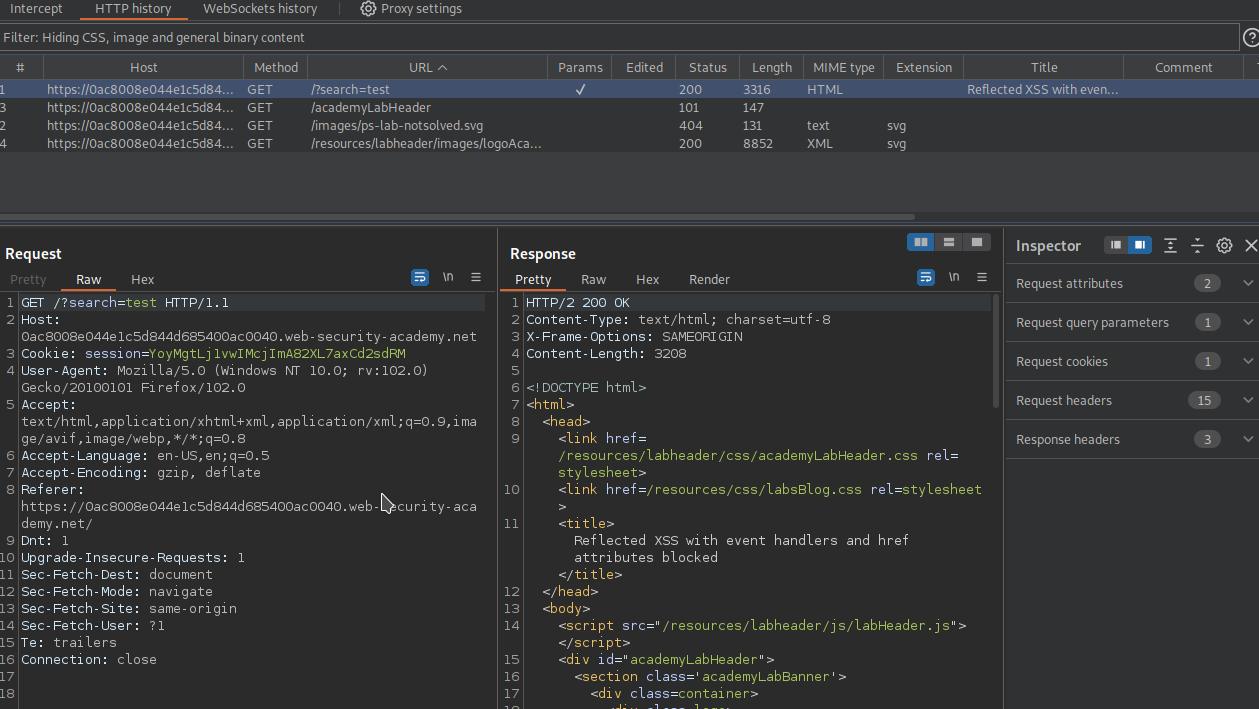 Intercept HTTP history WebSockets history Proxy settings
Filter: Hiding CSS, image and general binary content
# Host Method URL Params Edited Status Length MIME type Extension Title Comment
1 https://0ac8008e044e1c5d84... GET /?search=test ✓ 200 3316 HTML Reflected XSS with even...
3 https://0ac8008e044e1c5d84... GET /academyLabHeader 101 147
2 https://0ac8008e044e1c5d84... GET /images/ps-lab-notsolved.svg 404 131 text svg
4 https://0ac8008e044e1c5d84... GET /resources/labheader/images/logoAca... 200 8852 XML svg
Request
Pretty Raw Hex \n
1 GET /?search=test HTTP/1.1
2 Host:
0ac8008e044e1c5d844d685400ac0040.web-security-academy.net
3 Cookie: session=YoyMgtLj1vwIMcjImA82XL7axCd2sdRM
4 User-Agent: Mozilla/5.0 (Windows NT 10.0; rv:102.0)
Gecko/20100101 Firefox/102.0
5 Accept:
text/html,application/xhtml+xml,application/xml;q=0.9,ima
ge/avif,image/webp,*/*;q=0.8
6 Accept-Language: en-US,en;q=0.5
7 Accept-Encoding: gzip, deflate
8 Referer:
https://0ac8008e044e1c5d844d685400ac0040.web-security-aca
demy.net/
9 Dnt: 1
10 Upgrade-Insecure-Requests: 1
11 Sec-Fetch-Dest: document
12 Sec-Fetch-Mode: navigate
13 Sec-Fetch-Site: same-origin
14 Sec-Fetch-User: ?1
15 Te: trailers
16 Connection: close
17
18
Response
Pretty Raw Hex Render \n
1 HTTP/2 200 OK
2 Content-Type: text/html; charset=utf-8
3 X-Frame-Options: SAMEORIGIN
4 Content-Length: 3208
5
6 <!DOCTYPE html>
7 <html>
8 <head>
9 <link href=
/resources/labheader/css/academyLabHeader.css rel=
stylesheet>
10 <link href=/resources/css/labsBlog.css rel=stylesheet
>
11 <title>
Reflected XSS with event handlers and href
attributes blocked
</title>
12 </head>
13 <body>
14 <script src="/resources/labheader/js/labHeader.js">
</script>
15 <div id="academyLabHeader">
16 <section class='academyLabBanner'>
17 <div class=container>
Inspector
Request attributes 2
Request query parameters 1
Request cookies 1
Request headers 15
Response headers 3